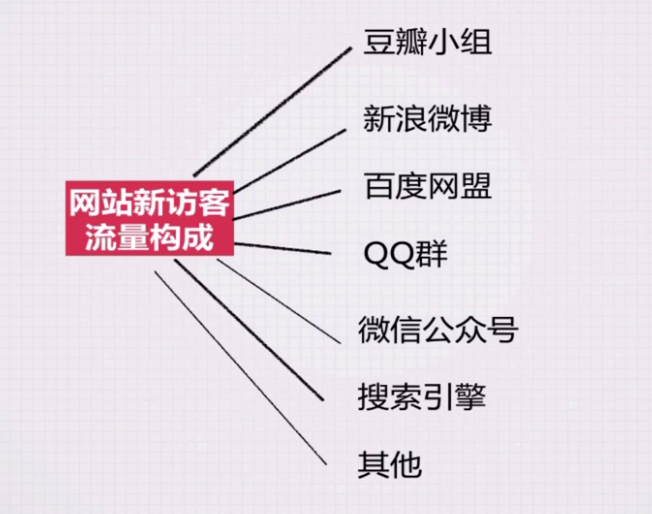 网站新访客
流量构成
豆瓣小组
新浪微博
百度网盟
QQ群
微信公众号
搜索引擎
其他